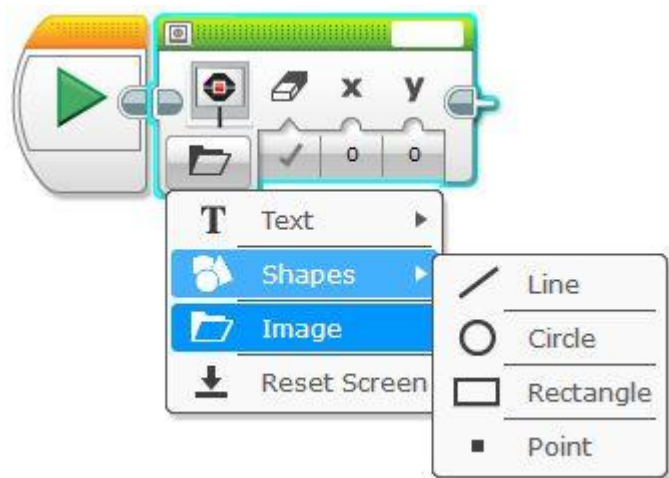 x y
0 0
T Text
Shapes
Image
Reset Screen
Line
Circle
Rectangle
Point